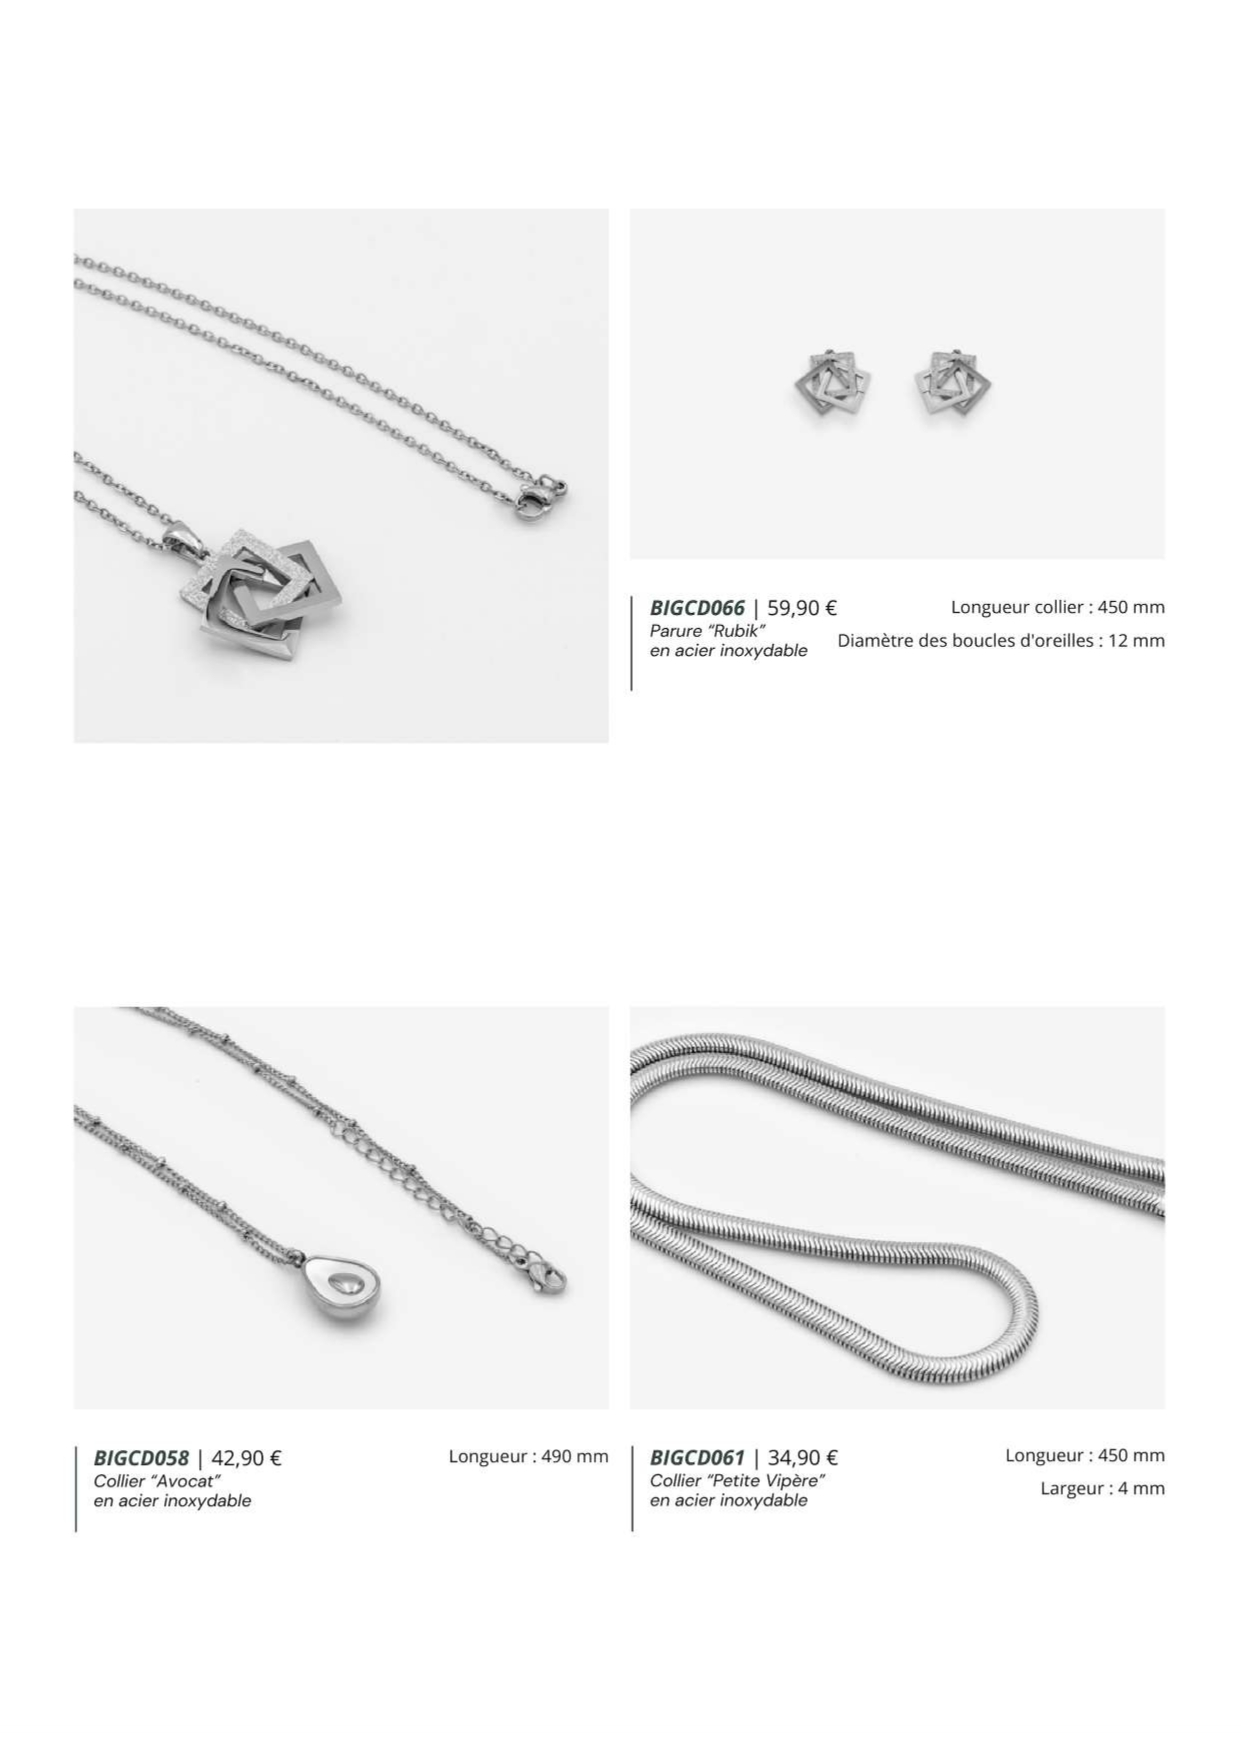 BIGCD066 | 59,90 €
Parure “Rubik”
en acier inoxydable
Longueur collier : 450 mm
Diamètre des boucles d'oreilles : 12 mm
BIGCD058 | 42,90 €
Collier “Avocat”
en acier inoxydable
Longueur : 490 mm
BIGCD061 | 34,90 €
Collier “Petite Vipère”
en acier inoxydable
Longueur : 450 mm
Largeur : 4 mm